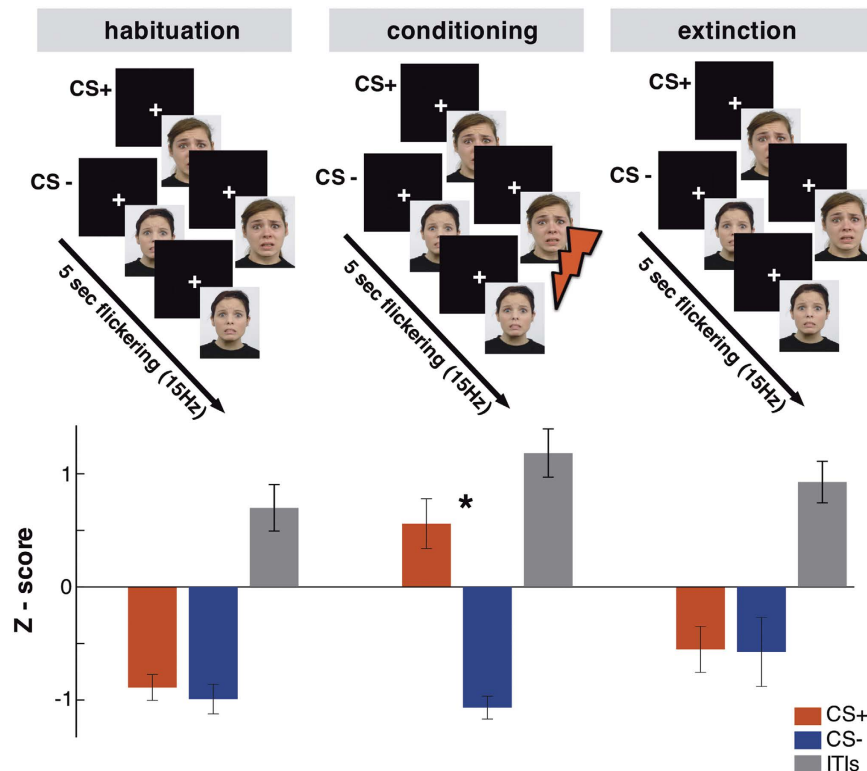 habituation
conditioning
extinction
CS+
CS+
CS+
CS -
CS -
CS -
5 sec flickering (15Hz)
5 sec flickering (15Hz)
5 sec flickering (15Hz)
*
1
0
-1
Z - score
CS+
CS-
ITIs